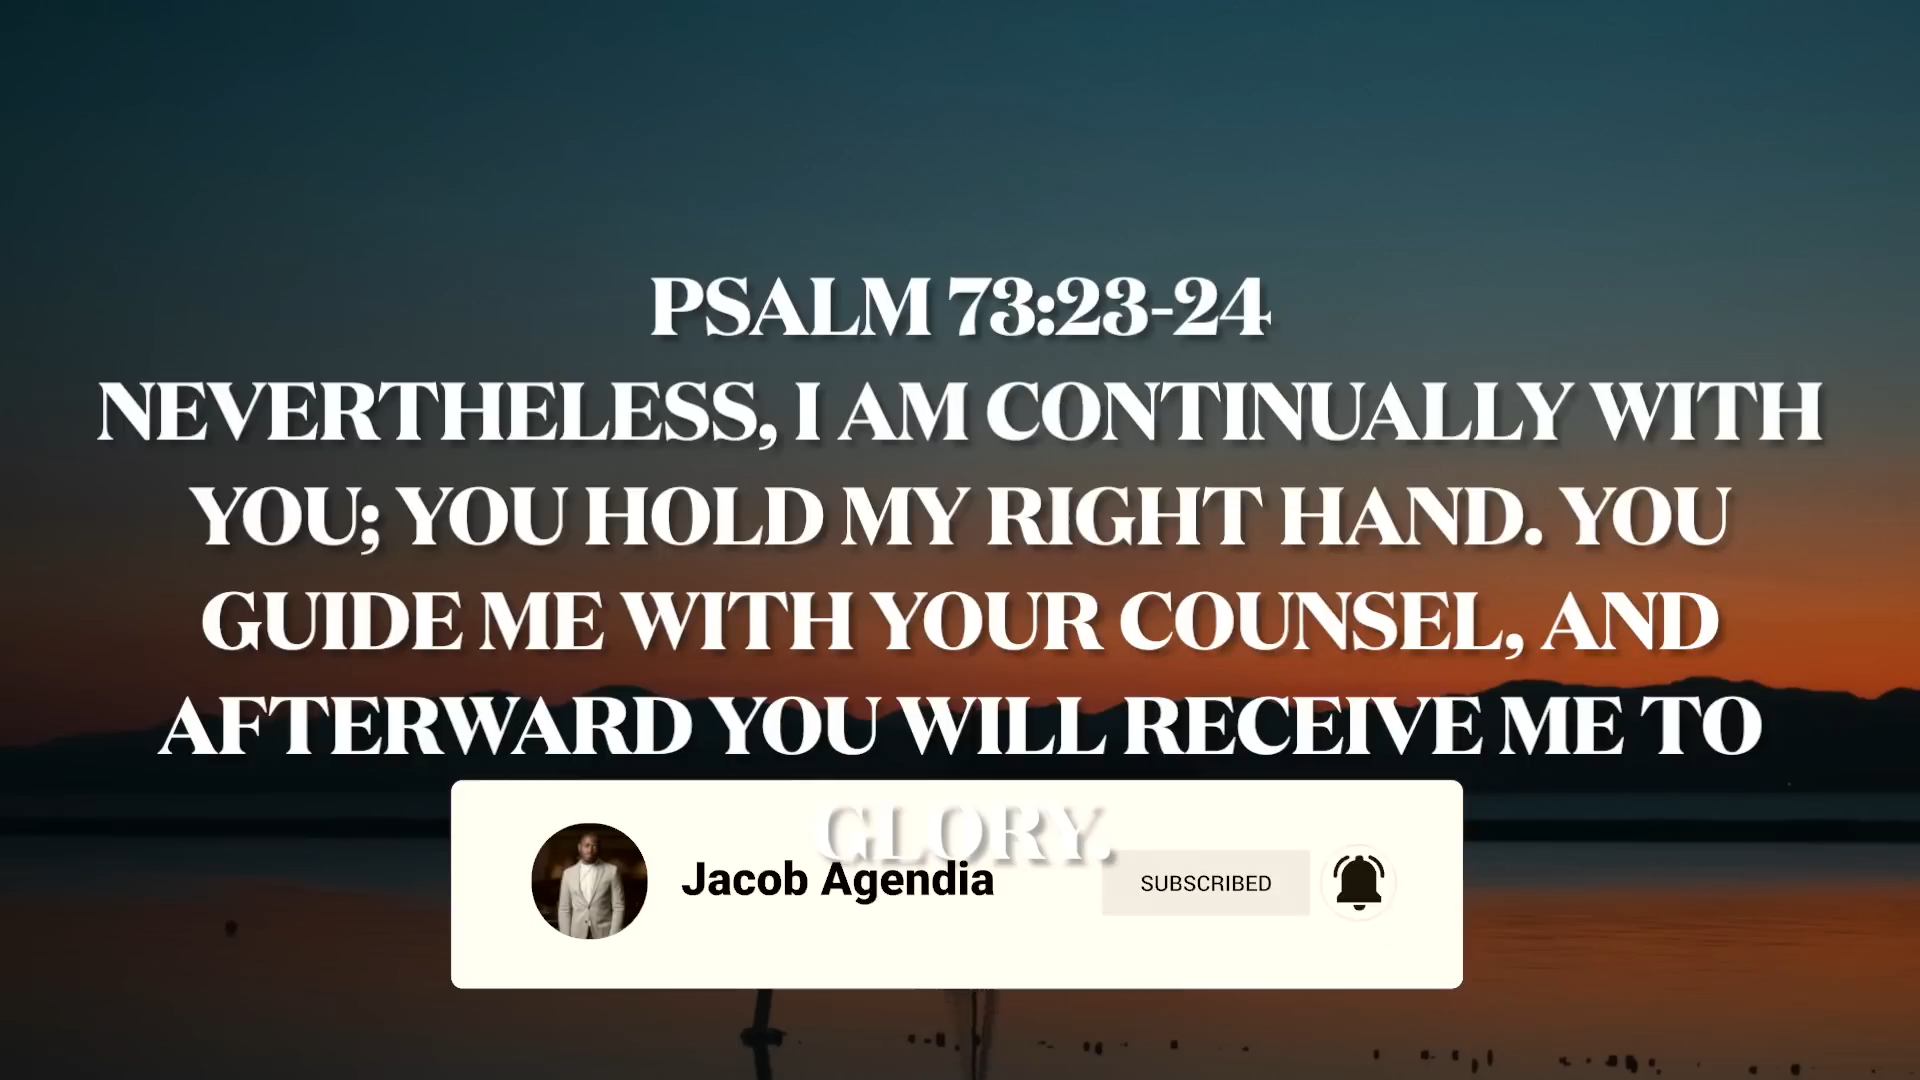 PSALM 73:23-24
NEVERTHELESS, I AM CONTINUALLY WITH
YOU; YOU HOLD MY RIGHT HAND. YOU
GUIDE ME WITH YOUR COUNSEL, AND
AFTERWARD YOU WILL RECEIVE ME TO
GLORY.
Jacob Agendia
SUBSCRIBED